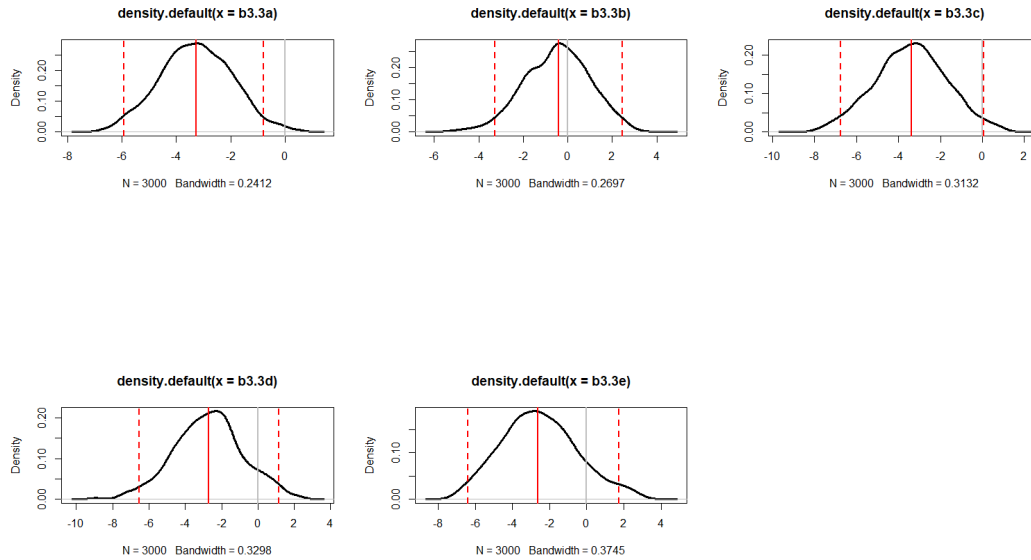 density.default(x = b3.3a)
Density
0.00 0.10 0.20
-8 -6 -4 -2 0
N = 3000 Bandwidth = 0.2412
density.default(x = b3.3b)
Density
0.00 0.10 0.20
-6 -4 -2 0 2 4
N = 3000 Bandwidth = 0.2697
density.default(x = b3.3c)
Density
0.00 0.10 0.20
-10 -8 -6 -4 -2 0 2
N = 3000 Bandwidth = 0.3132
density.default(x = b3.3d)
Density
0.00 0.10 0.20
-10 -8 -6 -4 -2 0 2 4
N = 3000 Bandwidth = 0.3298
density.default(x = b3.3e)
Density
0.00 0.10
-8 -6 -4 -2 0 2 4
N = 3000 Bandwidth = 0.3745